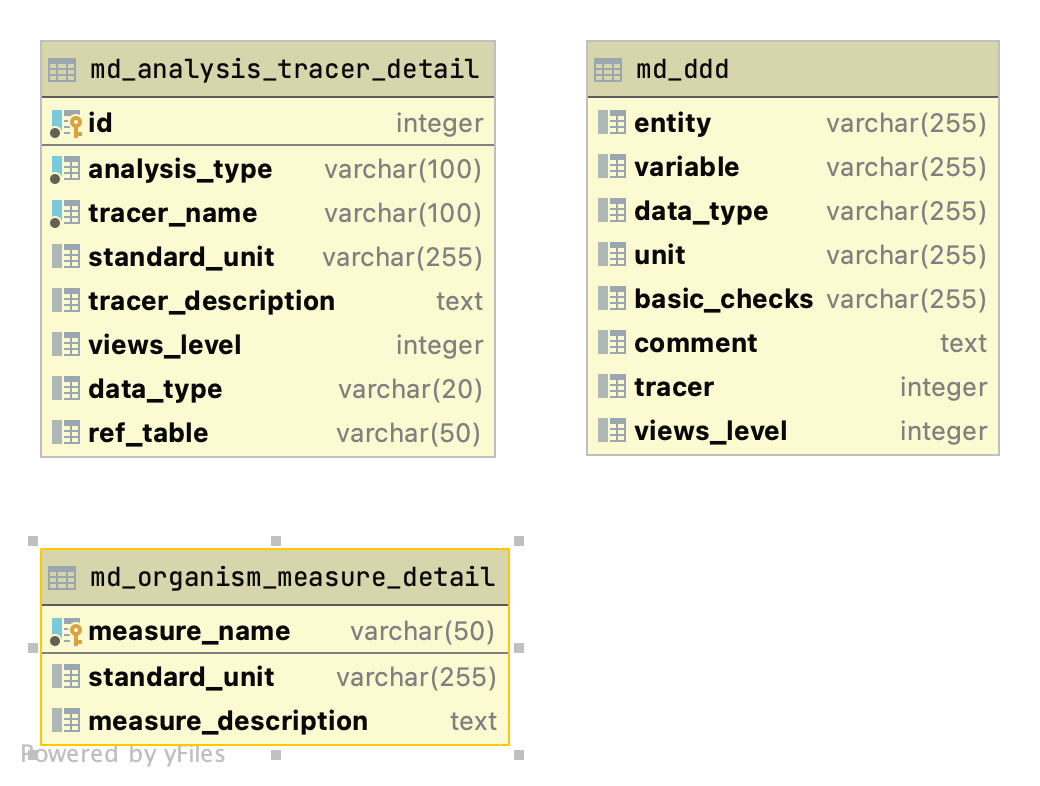 md_analysis_tracer_detail
id integer
analysis_type varchar(100)
tracer_name varchar(100)
standard_unit varchar(255)
tracer_description text
views_level integer
data_type varchar(20)
ref_table varchar(50)
md_ddd
entity varchar(255)
variable varchar(255)
data_type varchar(255)
unit varchar(255)
basic_checks varchar(255)
comment text
tracer integer
views_level integer
md_organism_measure_detail
measure_name varchar(50)
standard_unit varchar(255)
measure_description text
Powered by yFiles